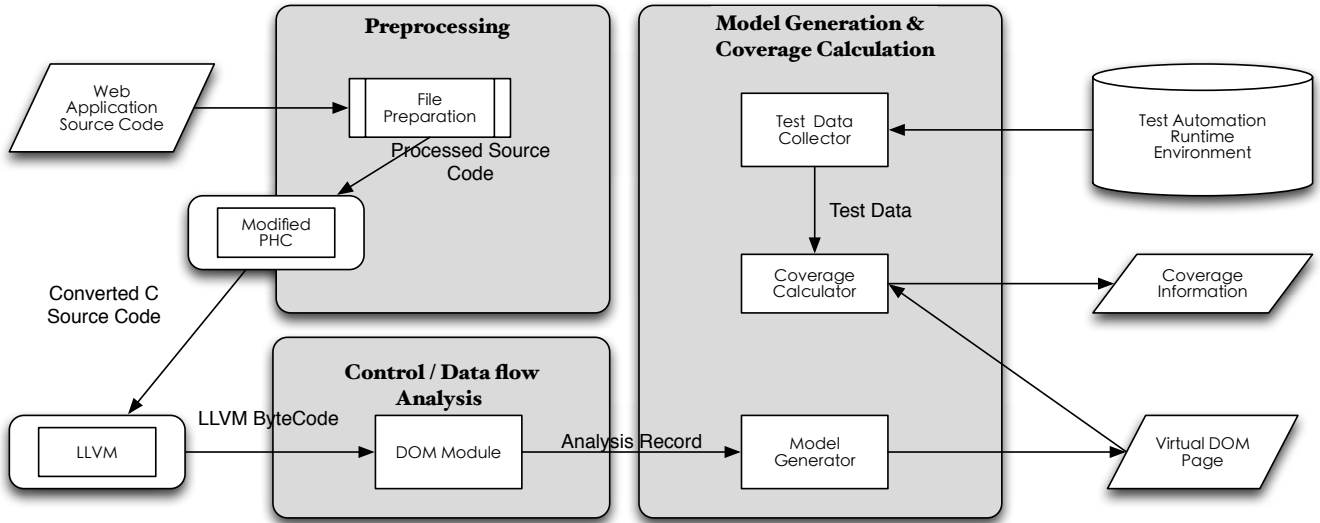 Preprocessing
Model Generation &
Coverage Calculation
Web
Application
Source Code
File
Preparation
Test Data
Collector
Test Automation
Runtime
Environment
Processed Source
Code
Modified
PHC
Test Data
Converted C
Source Code
Coverage
Calculator
Coverage
Information
Control / Data flow
Analysis
LLVM ByteCode
LLVM
DOM Module
Analysis Record
Model
Generator
Virtual DOM
Page